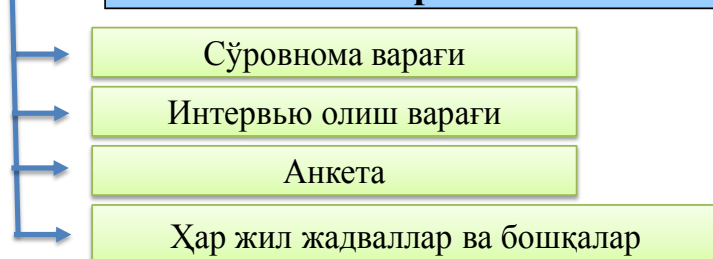 Сўровнома варағи
Интервью олиш варағи
Анкета
Ҳар жил жадваллар ва бошқалар